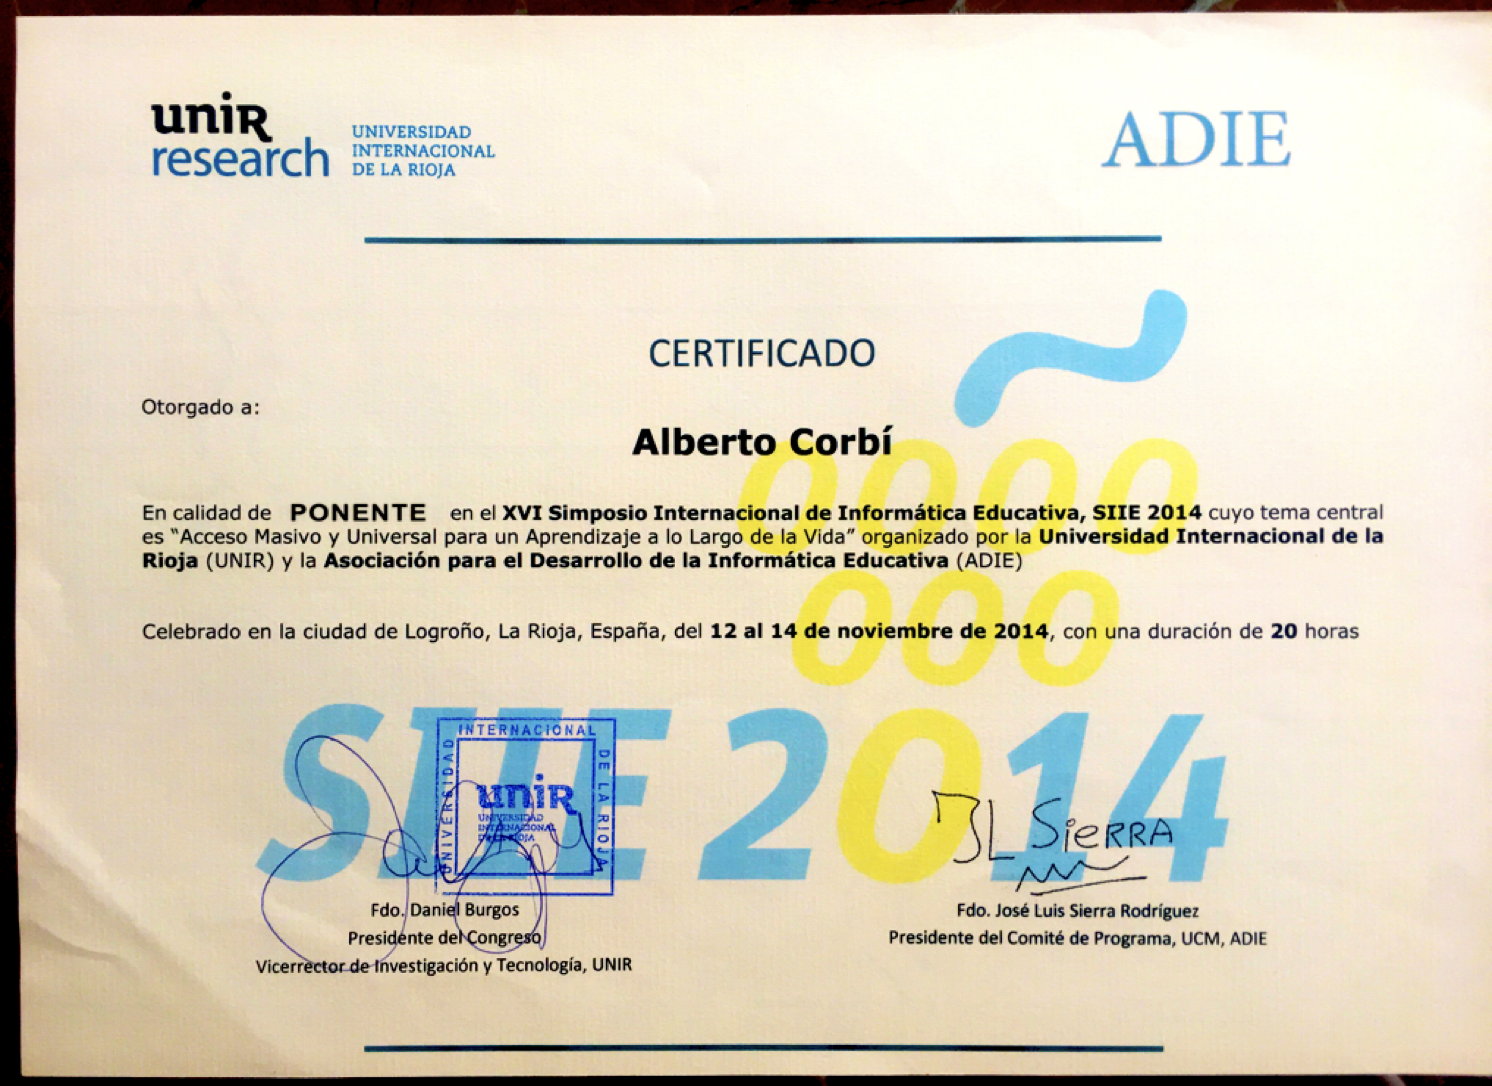 uniR
research
UNIVERSIDAD
INTERNACIONAL
DE LA RIOJA
ADIE
CERTIFICADO
Otorgado a:
Alberto Corbí
En calidad de PONENTE en el XVI Simposio Internacional de Informática Educativa, SIIE 2014 cuyo tema central
es "Acceso Masivo y Universal para un Aprendizaje a lo Largo de la Vida" organizado por la Universidad Internacional de la
Rioja (UNIR) y la Asociación para el Desarrollo de la Informática Educativa (ADIE)
Celebrado en la ciudad de Logroño, La Rioja, España, del 12 al 14 de noviembre de 2014, con una duración de 20 horas
SIIE 2014
UNIVERSIDAD INTERNACIONAL DE LA RIOJA
uniR
UNIVERSIDAD
INTERNACIONAL
DE LA RIOJA
JL SIERRA
Fdo. Daniel Burgos
Presidente del Congreso
Vicerrector de Investigación y Tecnología, UNIR
Fdo. José Luis Sierra Rodríguez
Presidente del Comité de Programa, UCM, ADIE